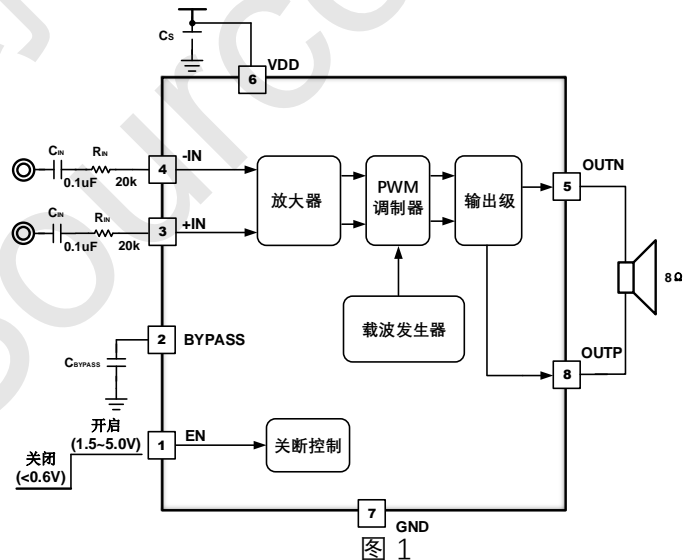 Cs
6
VDD
CIN
RIN
0.1uF
20k
4
-IN
CIN
RIN
0.1uF
20k
3
+IN
放大器
PWM
调制器
输出级
5
OUTN
8Ω
载波发生器
2
BYPASS
CBYPASS
OUTP
8
开启
(1.5~5.0V)
关闭
(<0.6V)
1
EN
关断控制
7
GND
图 1